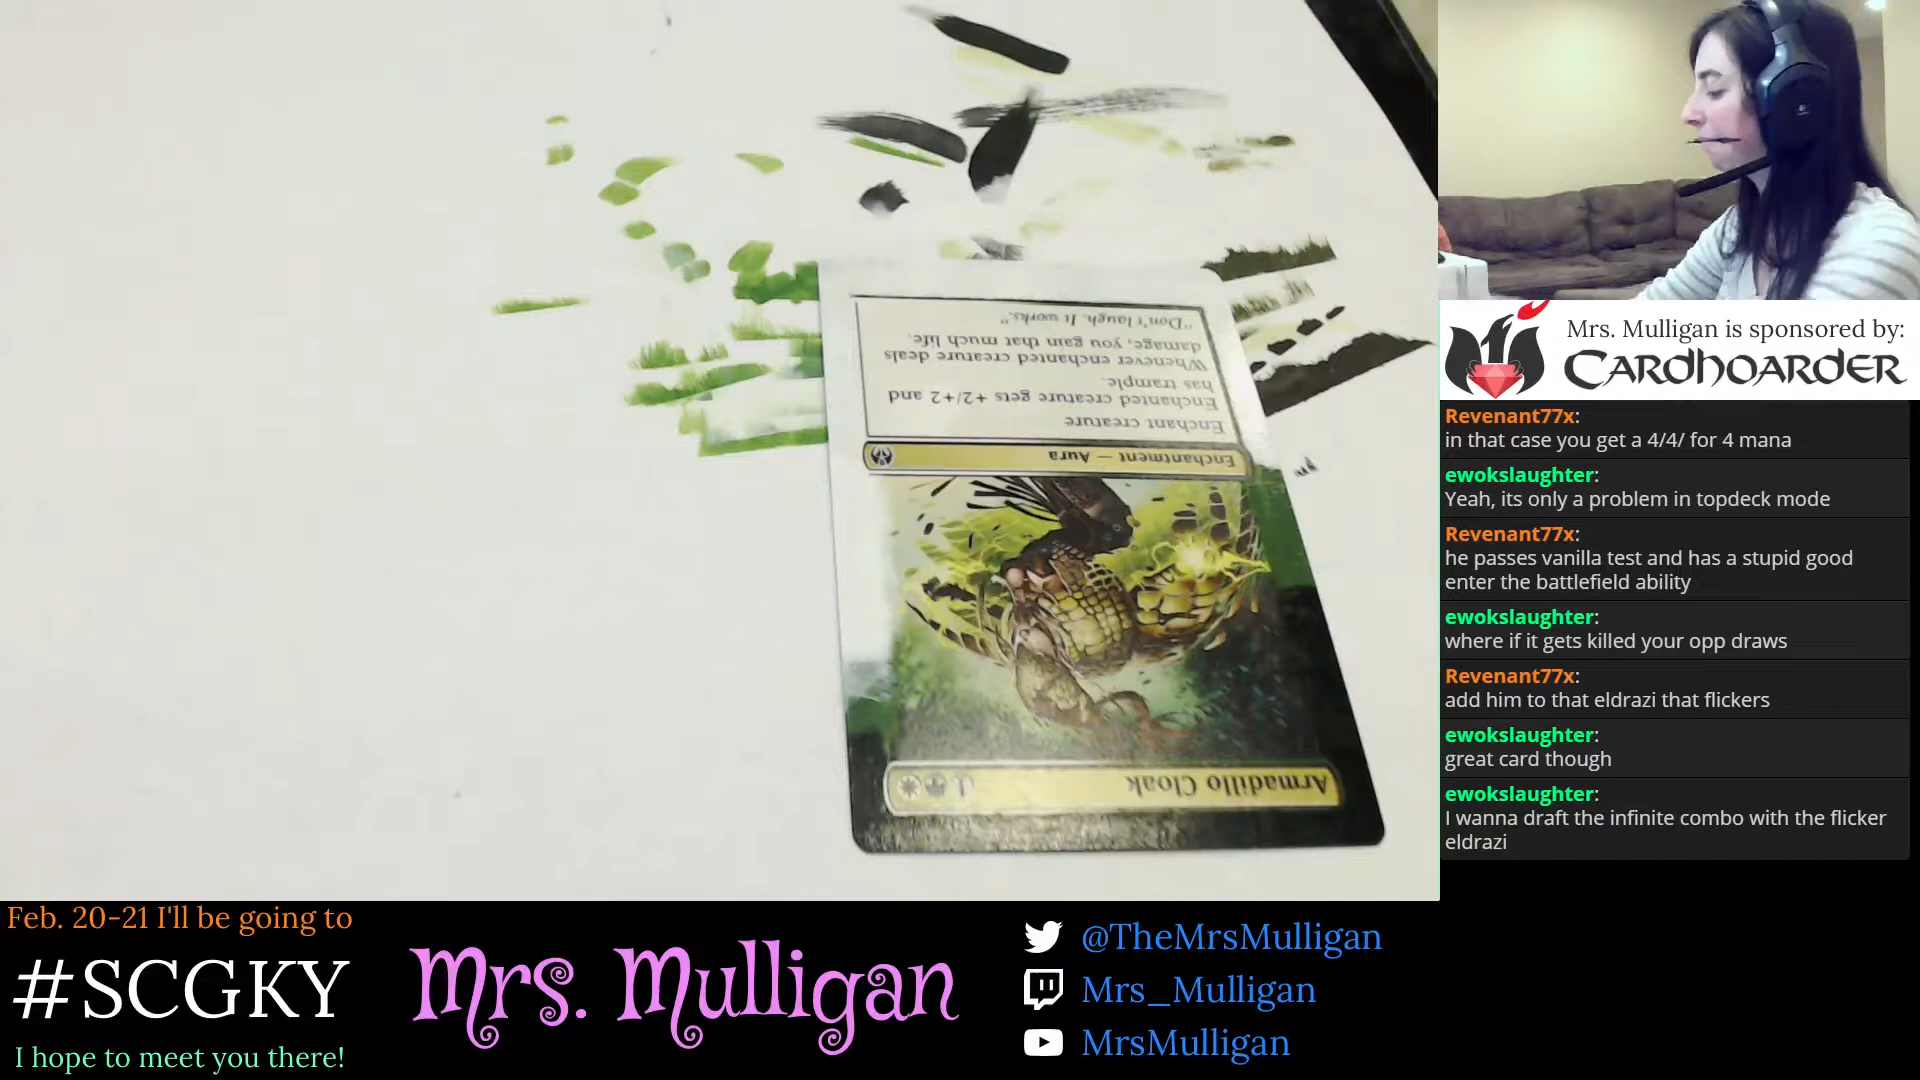 "Don't laugh. It works."
Whenever enchanted creature deals
damage, you gain that much life.
Enchanted creature gets +2/+2 and
has trample.
Enchant creature
Enchantment — Aura
Armadillo Cloak
1
Mrs. Mulligan is sponsored by:
CARDHOARDER
Revenant77x:
in that case you get a 4/4/ for 4 mana
ewokslaughter:
Yeah, its only a problem in topdeck mode
Revenant77x:
he passes vanilla test and has a stupid good
enter the battlefield ability
ewokslaughter:
where if it gets killed your opp draws
Revenant77x:
add him to that eldrazi that flickers
ewokslaughter:
great card though
ewokslaughter:
I wanna draft the infinite combo with the flicker
eldrazi
Feb. 20-21 I'll be going to
#SCGKY
I hope to meet you there!
Mrs. Mulligan
@TheMrsMulligan
Mrs_Mulligan
MrsMulligan